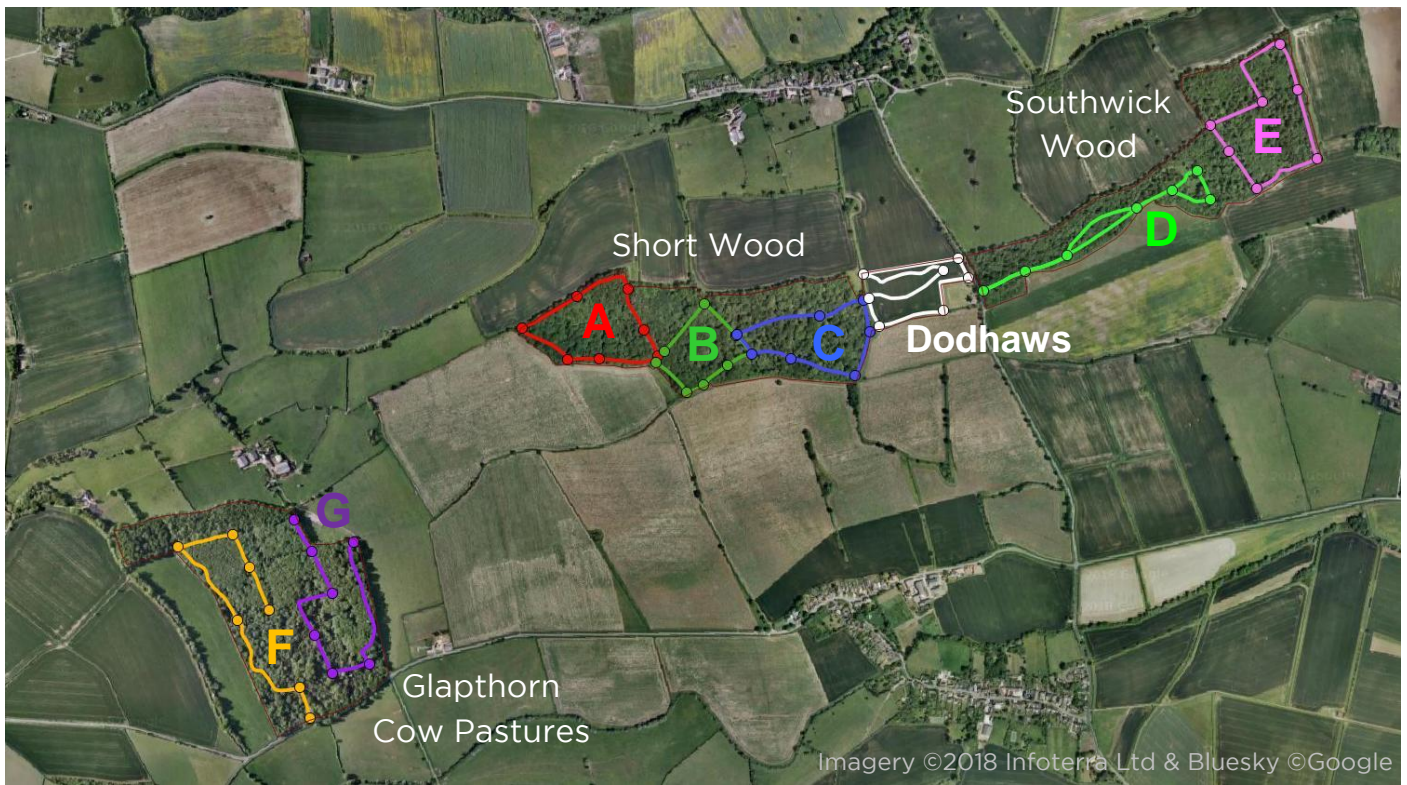 Southwick
Wood
E
D
Short Wood
A
B
C
Dodhaws
G
F
Glapthorn
Cow Pastures
Imagery ©2018 Infoterra Ltd & Bluesky ©Google